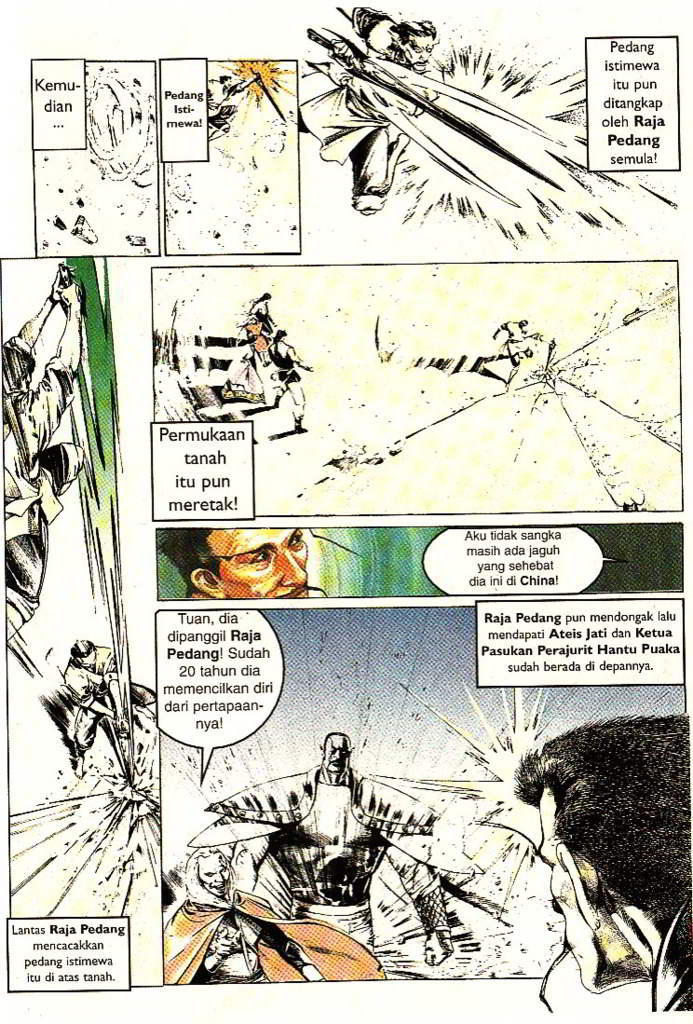 Kemu-
dian
...
Pedang
Isti-
mewa!
Pedang
istimewa
itu pun
ditangkap
oleh Raja
Pedang
semula!
Lantas Raja Pedang
mencacakkan
pedang istimewa
itu di atas tanah.
Permukaan
tanah
itu pun
meretak!
Aku tidak sangka
masih ada jaguh
yang sehebat
dia ini di China!
Tuan, dia
dipanggil Raja
Pedang! Sudah
20 tahun dia
memencilkan diri
dari pertapaan-
nya!
Raja Pedang pun mendongak lalu
mendapati Ateis Jati dan Ketua
Pasukan Perajurit Hantu Puaka
sudah berada di depannya.